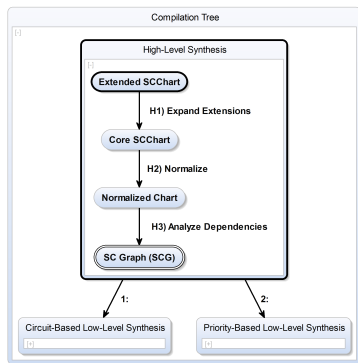 Compilation Tree
[-]
High-Level Synthesis
[-]
Extended SCChart
H1) Expand Extensions
Core SCChart
H2) Normalize
Normalized Chart
H3) Analyze Dependencies
SC Graph (SCG)
1:
2:
Circuit-Based Low-Level Synthesis
[+]
Priority-Based Low-Level Synthesis
[+]